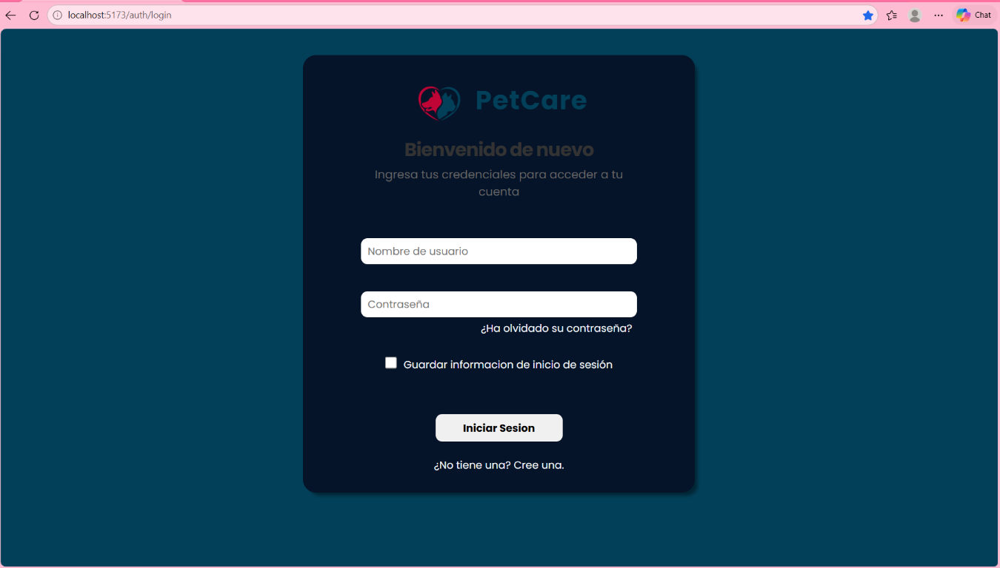 localhost:5173/auth/login
Chat
PetCare
Bienvenido de nuevo
Ingresa tus credenciales para acceder a tu
cuenta
Nombre de usuario
Contraseña
¿Ha olvidado su contraseña?
Guardar informacion de inicio de sesión
Iniciar Sesion
¿No tiene una? Cree una.